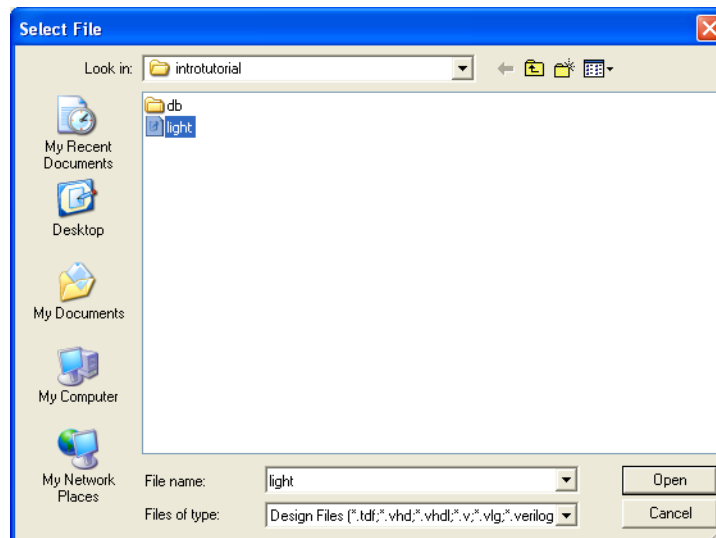 Select File
Look in:
introtutorial
db
light
My Recent
Documents
Desktop
My Documents
My Computer
My Network
Places
File name:
light
Open
Files of type:
Design Files (*.tdf;*.vhd;*.vhdl;*.v;*.vlg;*.verilog
Cancel